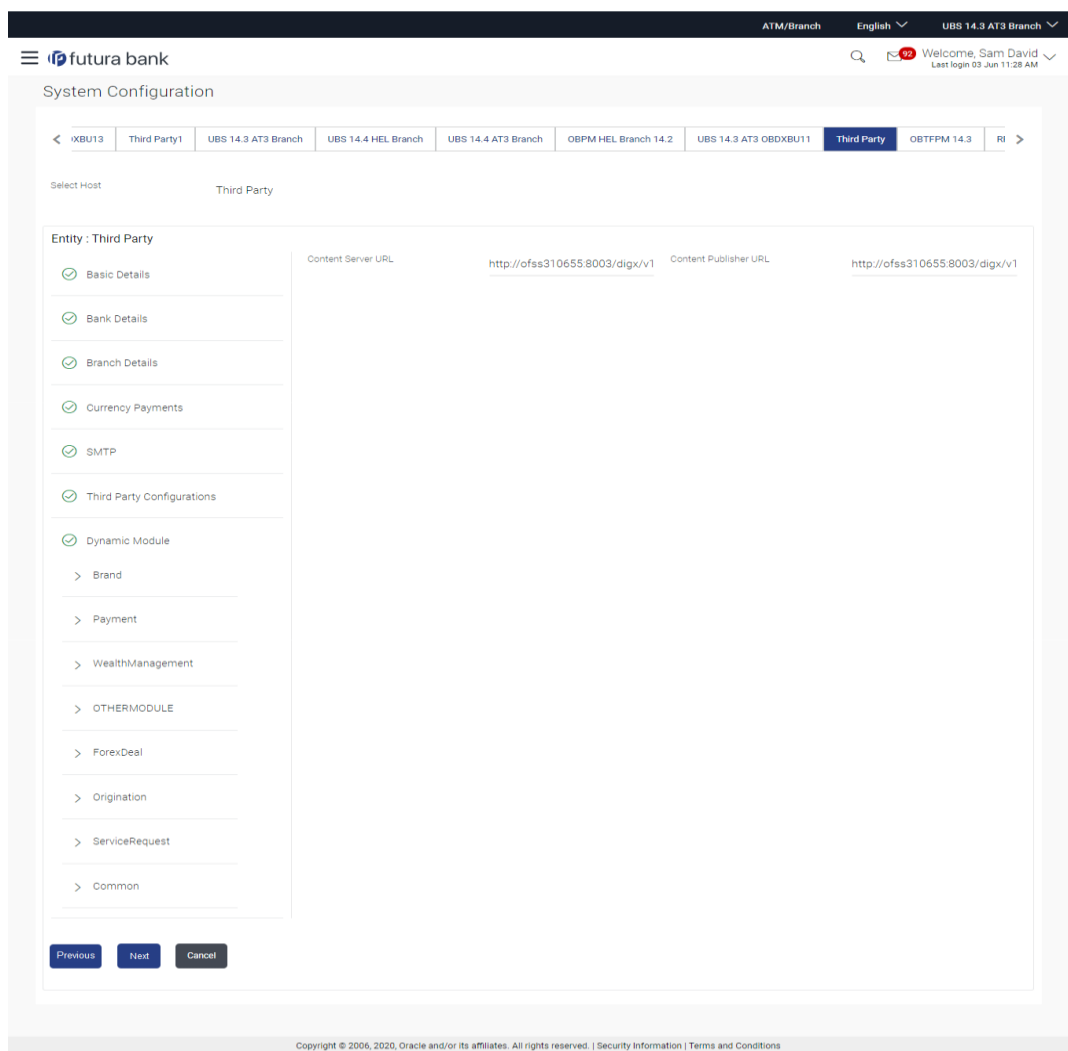 ATM/Branch English UBS 14.3 AT3 Branch
futura bank 92 Welcome, Sam David
Last login 03 Jun 11:28 AM
System Configuration
XBU13 Third Party1 UBS 14.3 AT3 Branch UBS 14.4 HEL Branch UBS 14.4 AT3 Branch OBPM HEL Branch 14.2 UBS 14.3 AT3 OBDXBU11 Third Party OBTFPM 14.3
Select Host Third Party
Entity : Third Party
Content Server URL http://ofss310655:8003/digx/v1 Content Publisher URL http://ofss310655:8003/digx/v1
Basic Details
Bank Details
Branch Details
Currency Payments
SMTP
Third Party Configurations
Dynamic Module
Brand
Payment
WealthManagement
OTHERMODULE
ForexDeal
Origination
ServiceRequest
Common
Previous Next Cancel
Copyright © 2006, 2020, Oracle and/or its affiliates. All rights reserved. | Security Information | Terms and Conditions